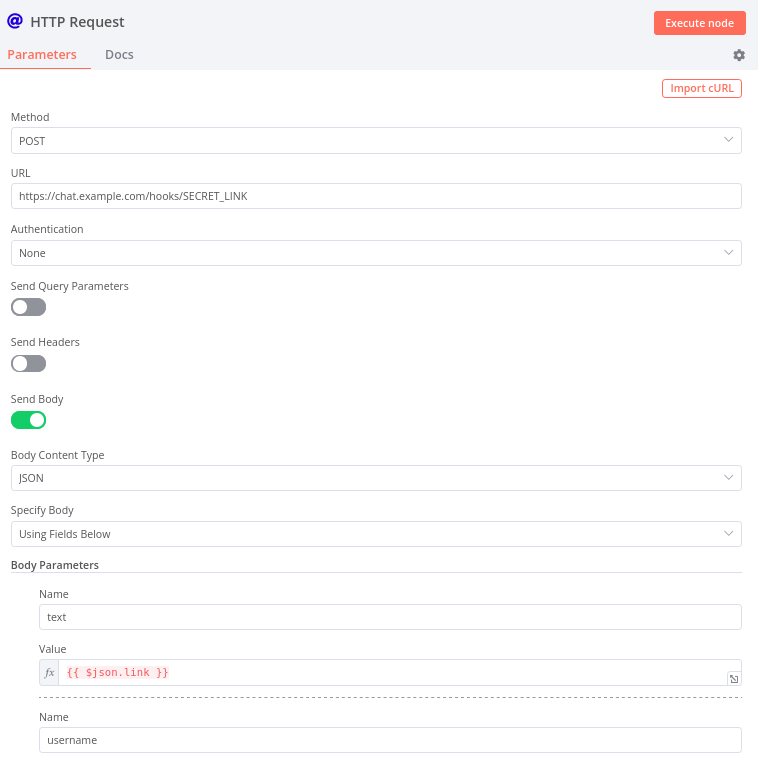 HTTP Request
Execute node
Parameters
Docs
Import cURL
Method
POST
URL
https://chat.example.com/hooks/SECRET_LINK
Authentication
None
Send Query Parameters
Send Headers
Send Body
Body Content Type
JSON
Specify Body
Using Fields Below
Body Parameters
Name
text
Value
fx {{ $json.link }}
Name
username